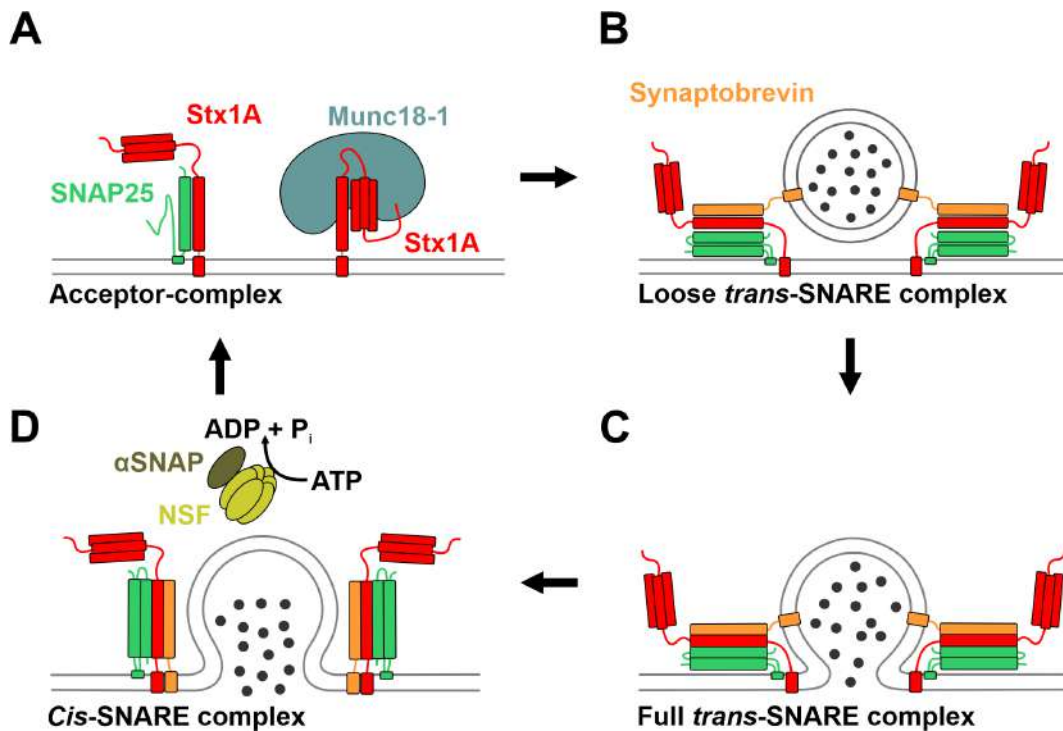 A
Stx1A
Munc18-1
SNAP25
Stx1A
Acceptor-complex
B
Synaptobrevin
Loose trans-SNARE complex
D
ADP + Pi
αSNAP
ATP
NSF
Cis-SNARE complex
C
Full trans-SNARE complex